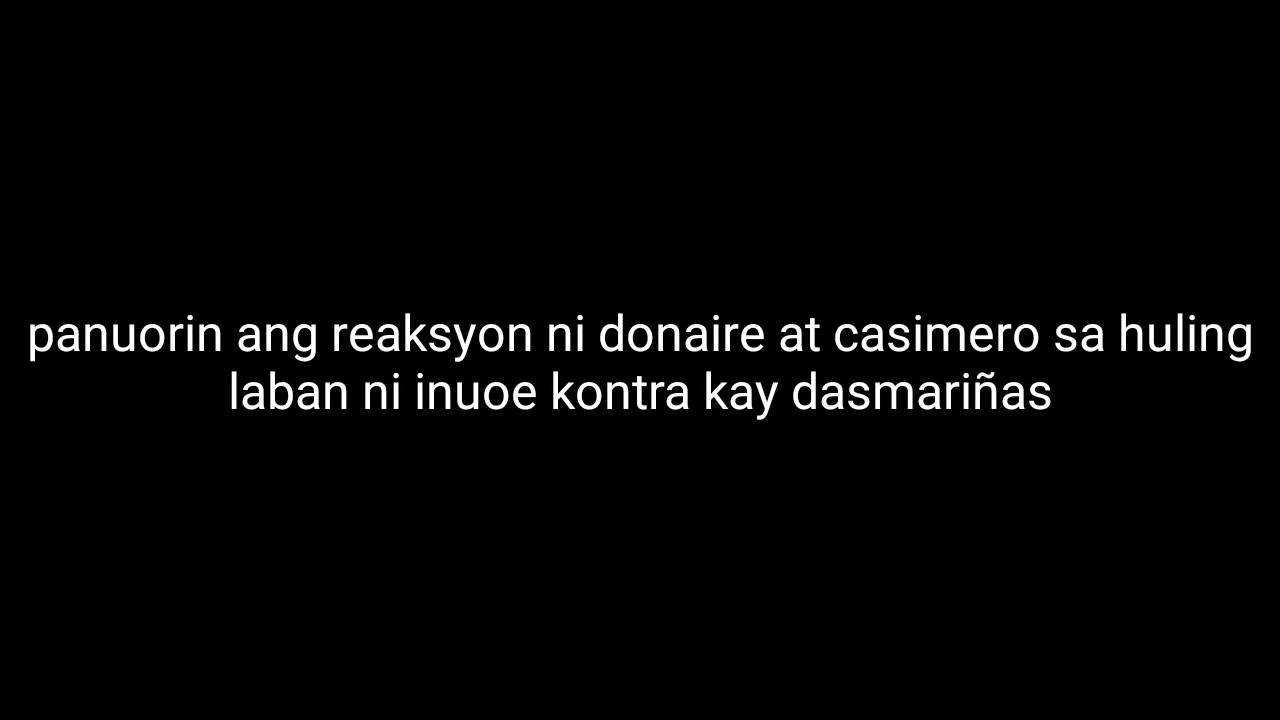 panuorin ang reaksyon ni donaire at casimero sa huling
laban ni inuoe kontra kay dasmariñas